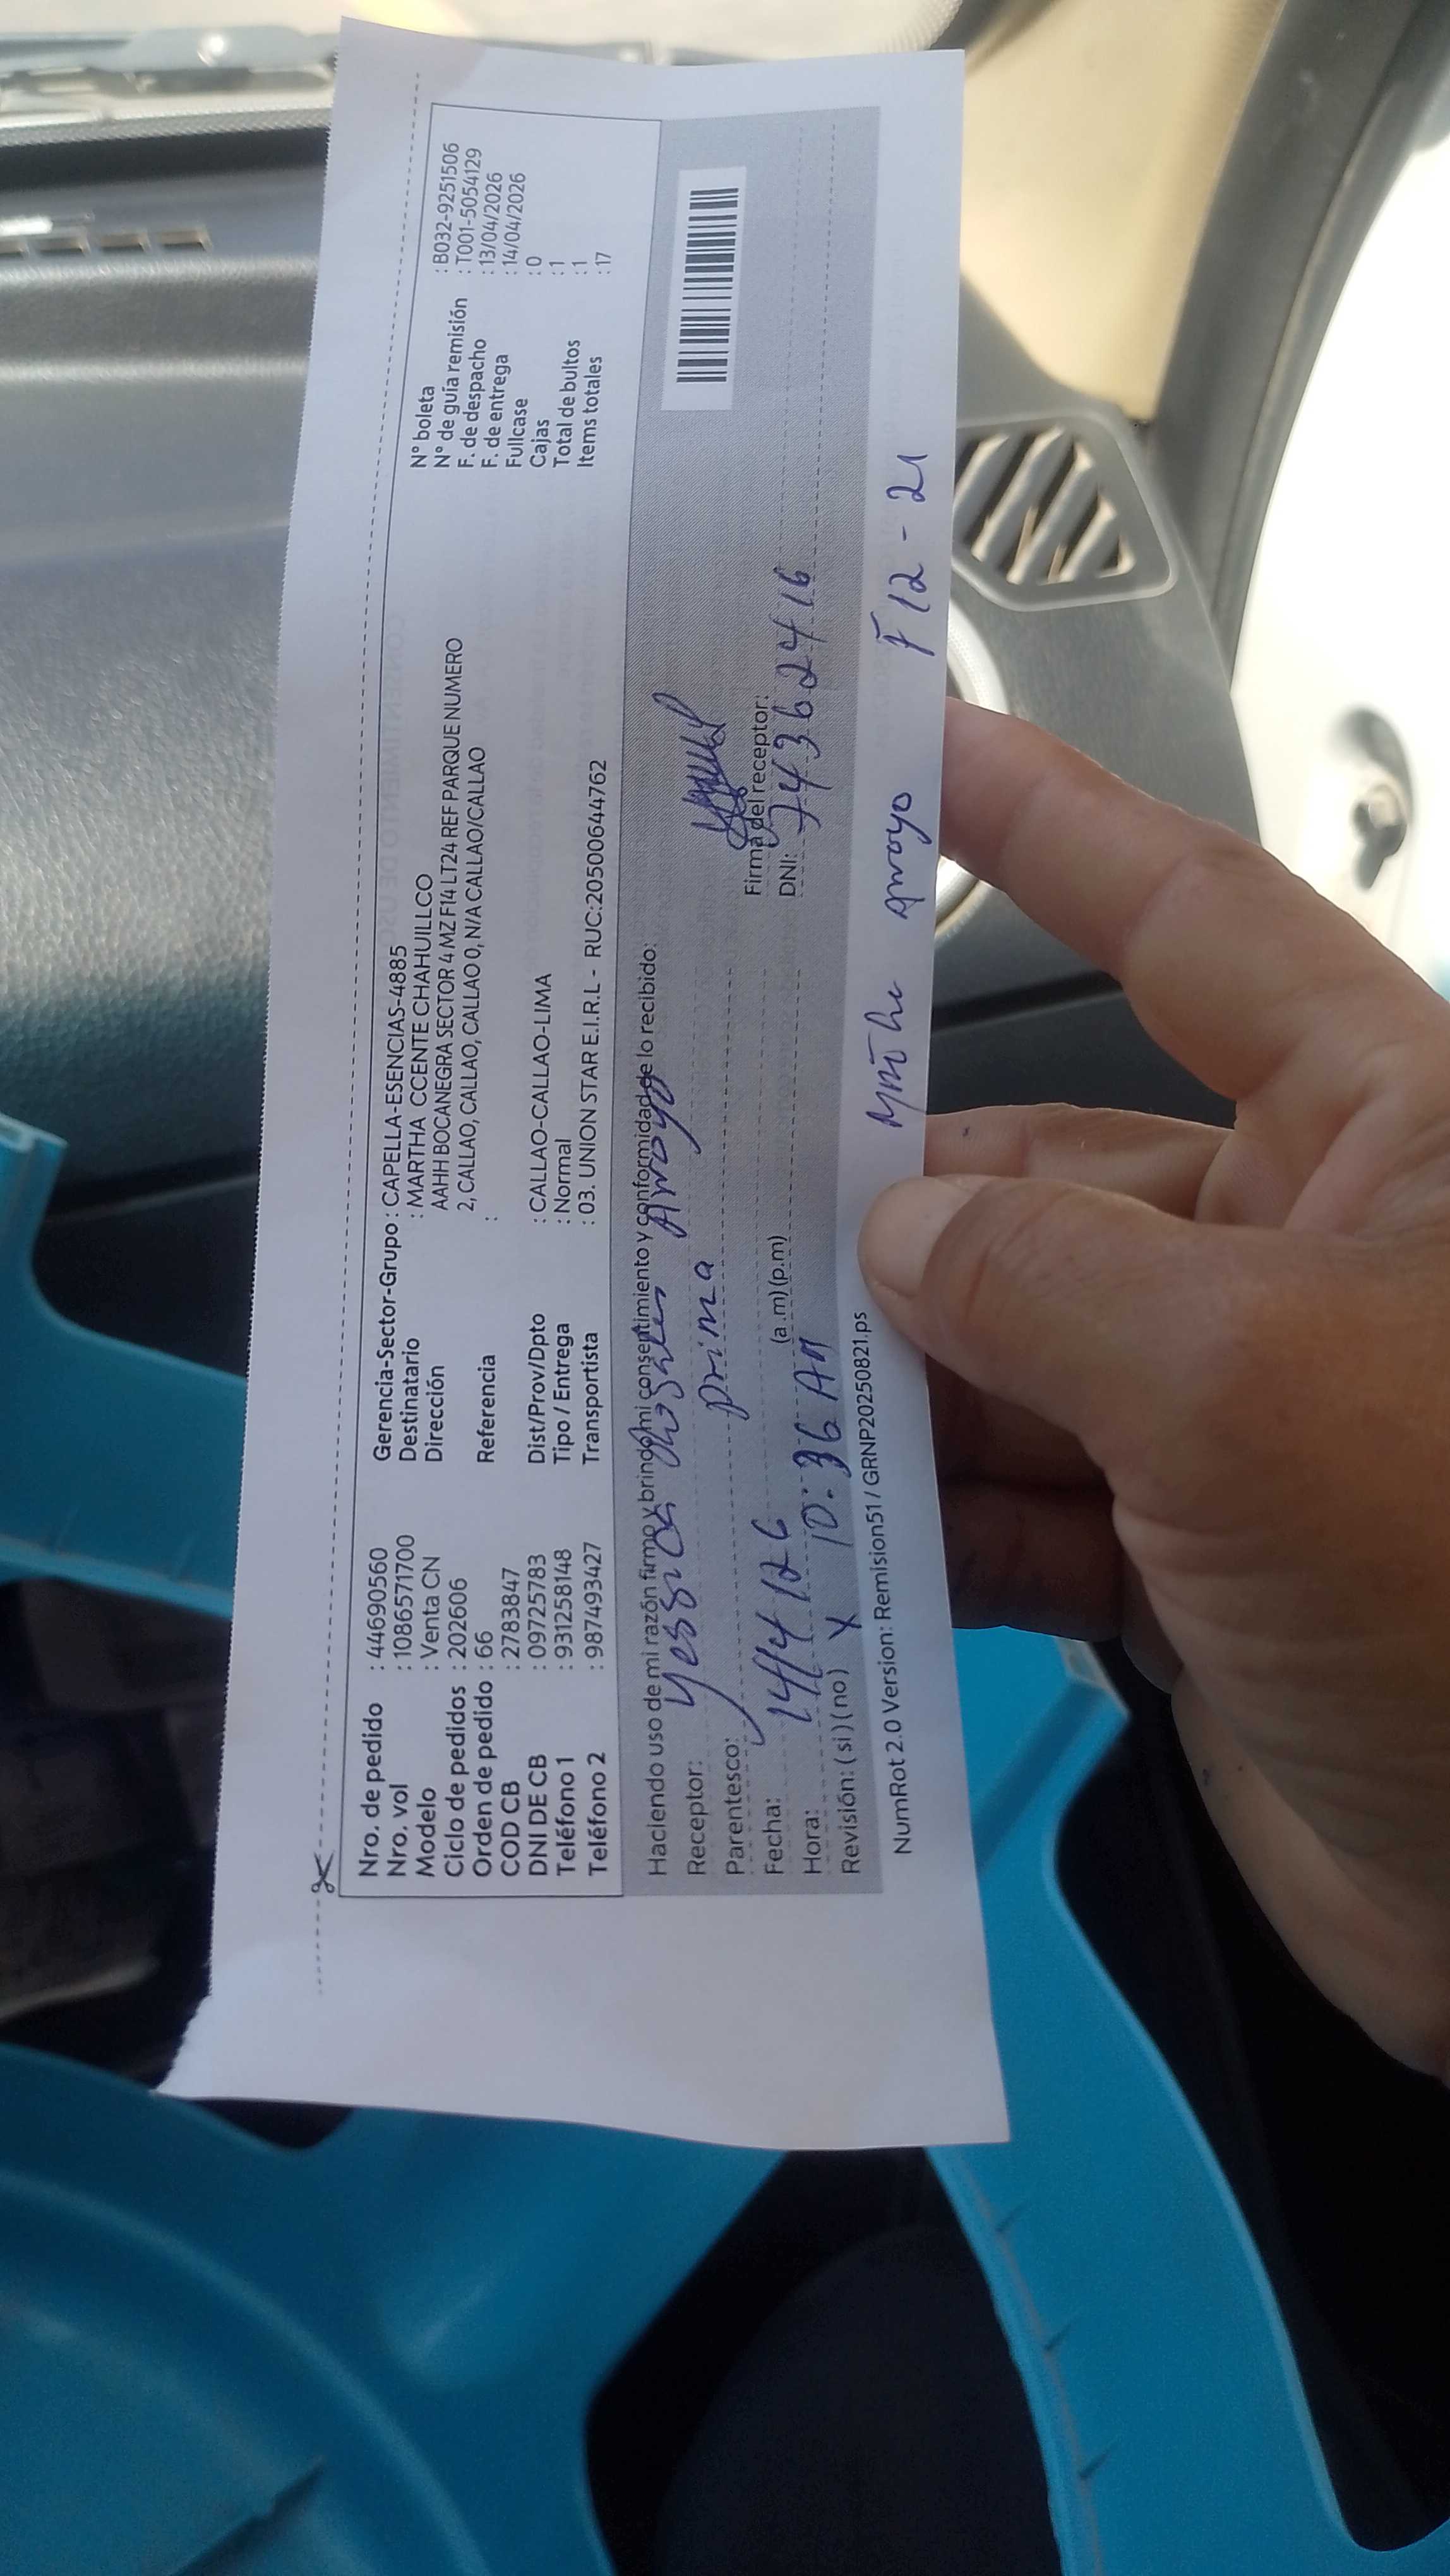 Nro. de pedido : 44690560
Nro. vol : 1086571700
Modelo : Venta CN
Ciclo de pedidos : 202606
Orden de pedido : 66
COD CB : 2783847
DNI DE CB : 09725783
Teléfono 1 : 931258148
Teléfono 2 : 987493427
Gerencia-Sector-Grupo : CAPELLA-ESENCIAS-4885
Destinatario : MARTHA CCENTE CHAHUILLCO
Dirección AAHH BOCANEGRA SECTOR 4 MZ F14 LT24 REF PARQUE NUMERO
2, CALLAO, CALLAO, CALLAO 0, N/A CALLAO/CALLAO
Referencia :
Dist/Prov/Dpto : CALLAO-CALLAO-LIMA
Tipo / Entrega : Normal
Transportista : 03. UNION STAR E.I.R.L - RUC:20500644762
N° boleta : B032-9251506
N° de guía remisión : T001-5054129
F. de despacho : 13/04/2026
F. de entrega : 14/04/2026
Fullcase : 0
Cajas : 1
Total de bultos : 1
Items totales : 17
Haciendo uso de mi razón firmo y brindo mi consentimiento y conformidad de lo recibido:
Receptor: Yessica Arroyo
Parentesco: prima
Firma del receptor:
Fecha: 14/4/26
DNI: 74362416
Hora: 10:36 AM (a.m) (p.m)
Revisión: ( si ) ( no ) X
NumRot 2.0 Version: Remision51 / GRNP20250821.ps
Arroyo F12-21